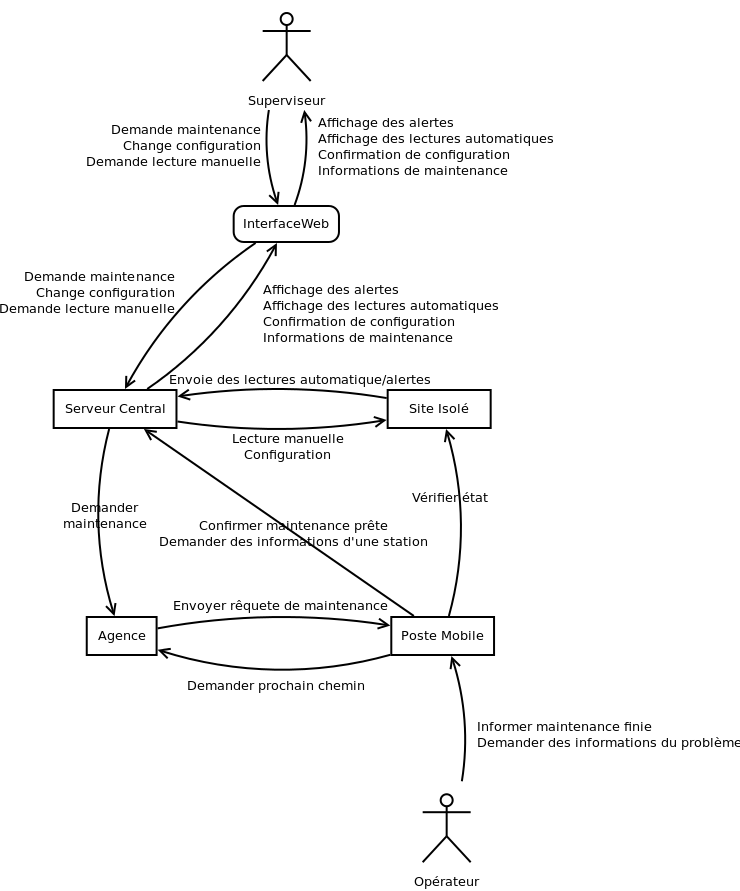 Superviseur
Demande maintenance
Change configuration
Demande lecture manuelle
Affichage des alertes
Affichage des lectures automatiques
Confirmation de configuration
Informations de maintenance
InterfaceWeb
Demande maintenance
Change configuration
Demande lecture manuelle
Affichage des alertes
Affichage des lectures automatiques
Confirmation de configuration
Informations de maintenance
Envoie des lectures automatique/alertes
Serveur Central
Site Isolé
Lecture manuelle
Configuration
Demander
maintenance
Vérifier état
Confirmer maintenance prête
Demander des informations d'une station
Envoyer rêquete de maintenance
Agence
Poste Mobile
Demander prochain chemin
Informer maintenance finie
Demander des informations du problème
Opérateur